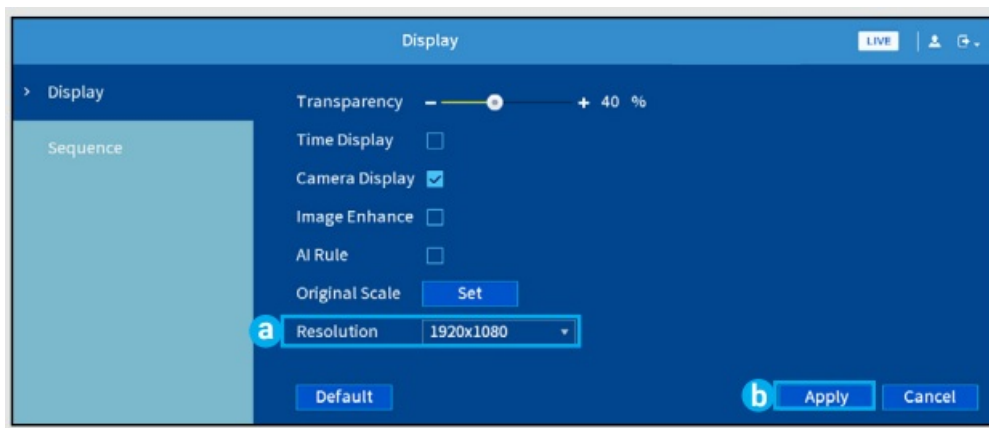 Display
LIVE
Display
Sequence
Transparency - + 40 %
Time Display
Camera Display
Image Enhance
AI Rule
Original Scale Set
a Resolution 1920x1080
Default
b Apply Cancel